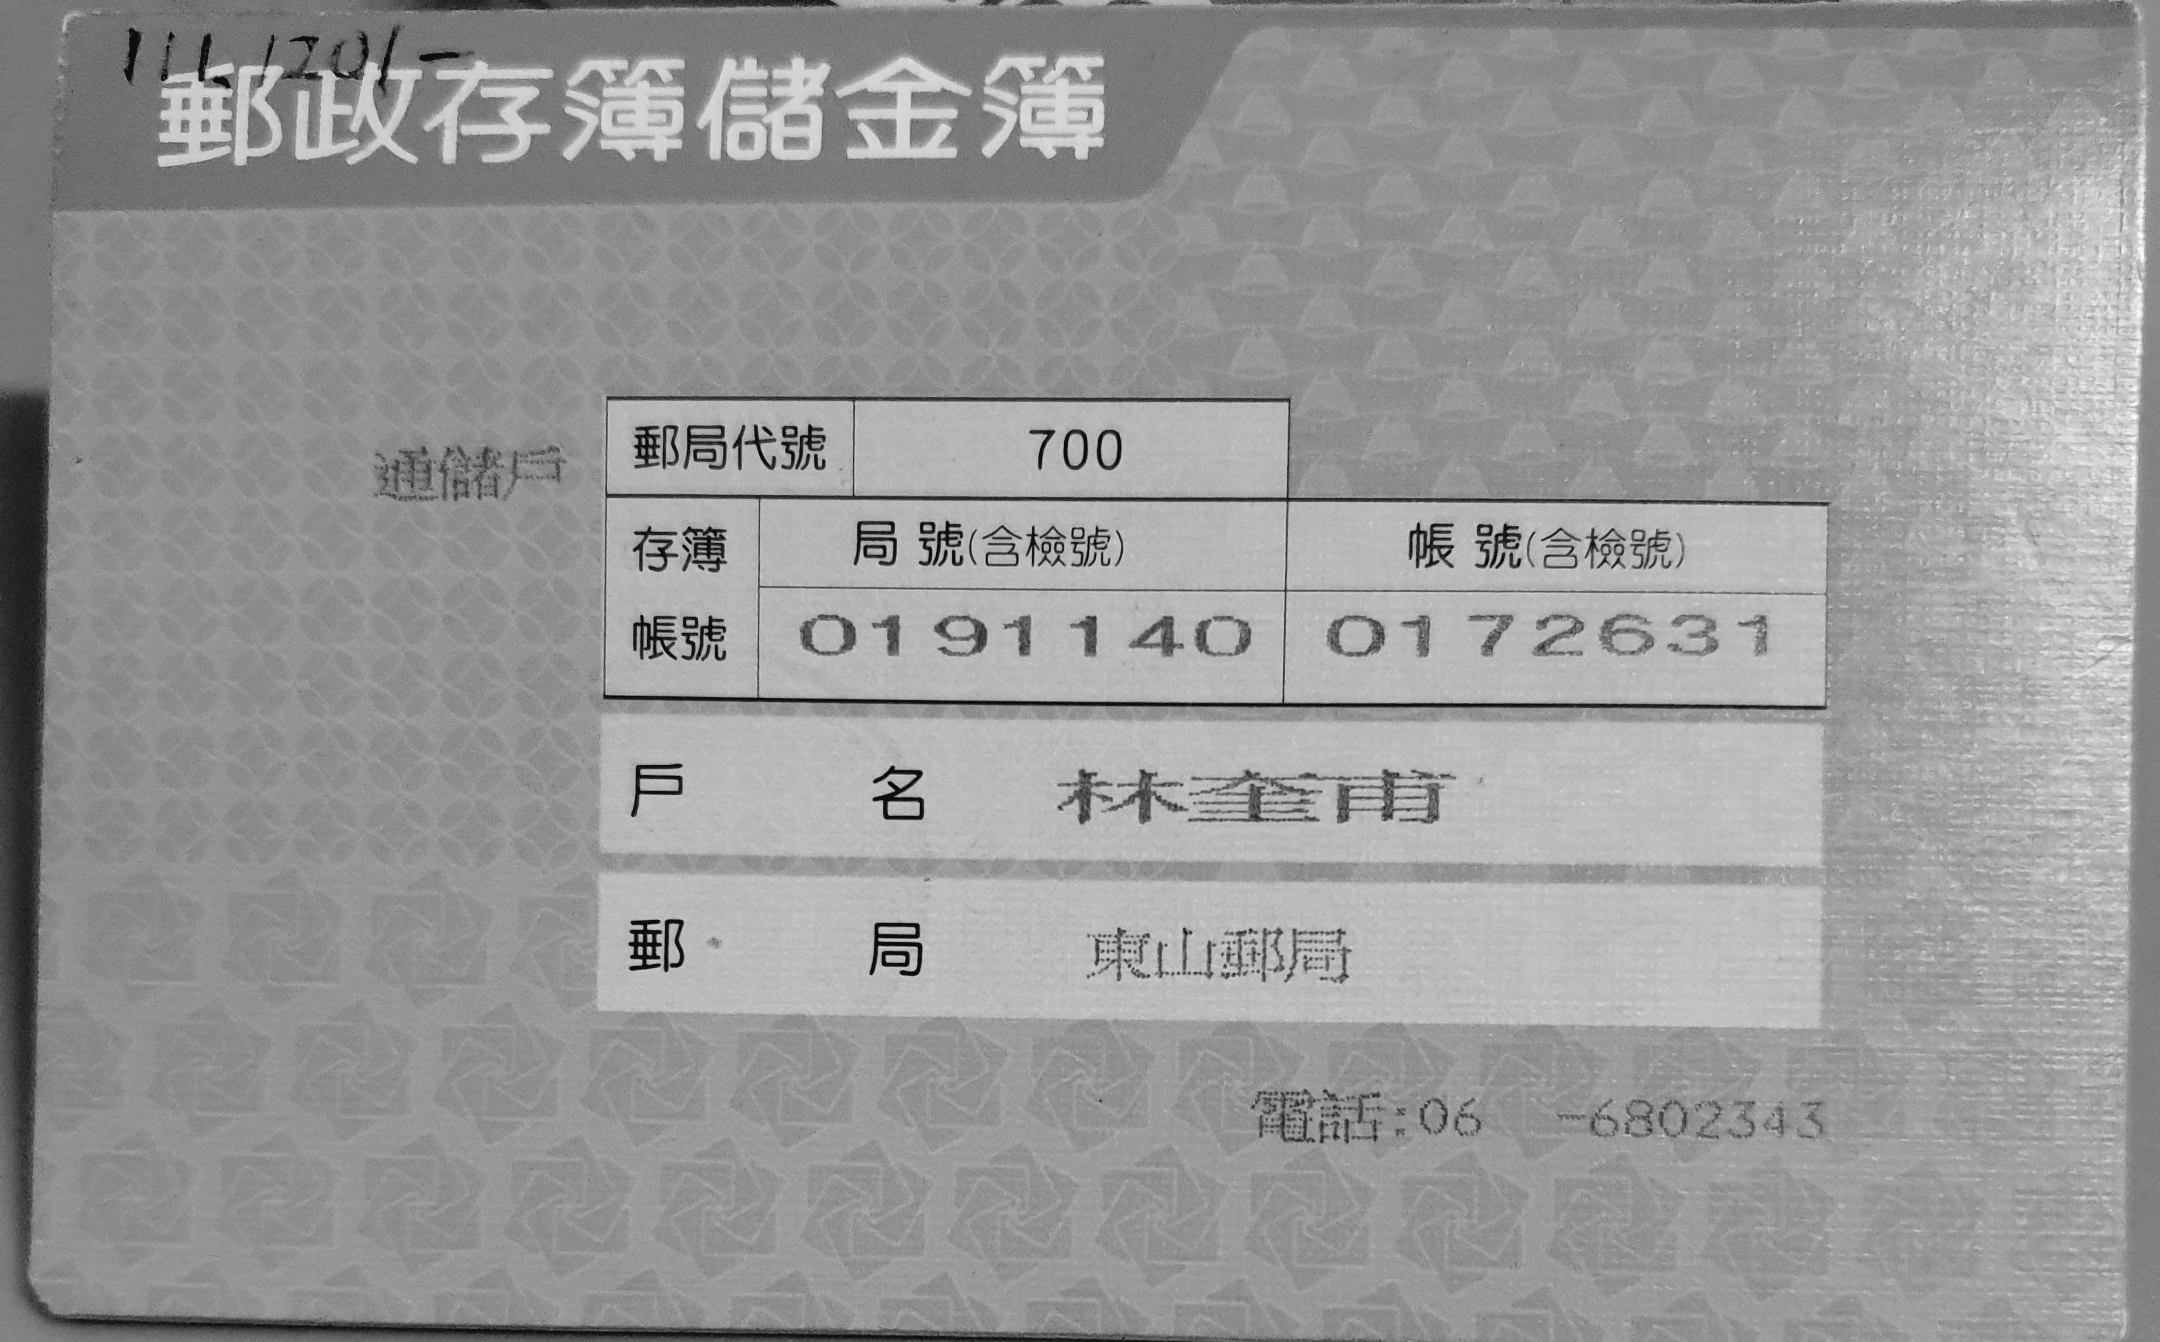 111.1201-
郵政存簿儲金簿
通儲戶
郵局代號 700
存簿帳號 局號(含檢號) 帳號(含檢號)
0191140 0172631
戶名 林奎甫
郵局 東山郵局
電話:06 -6802343